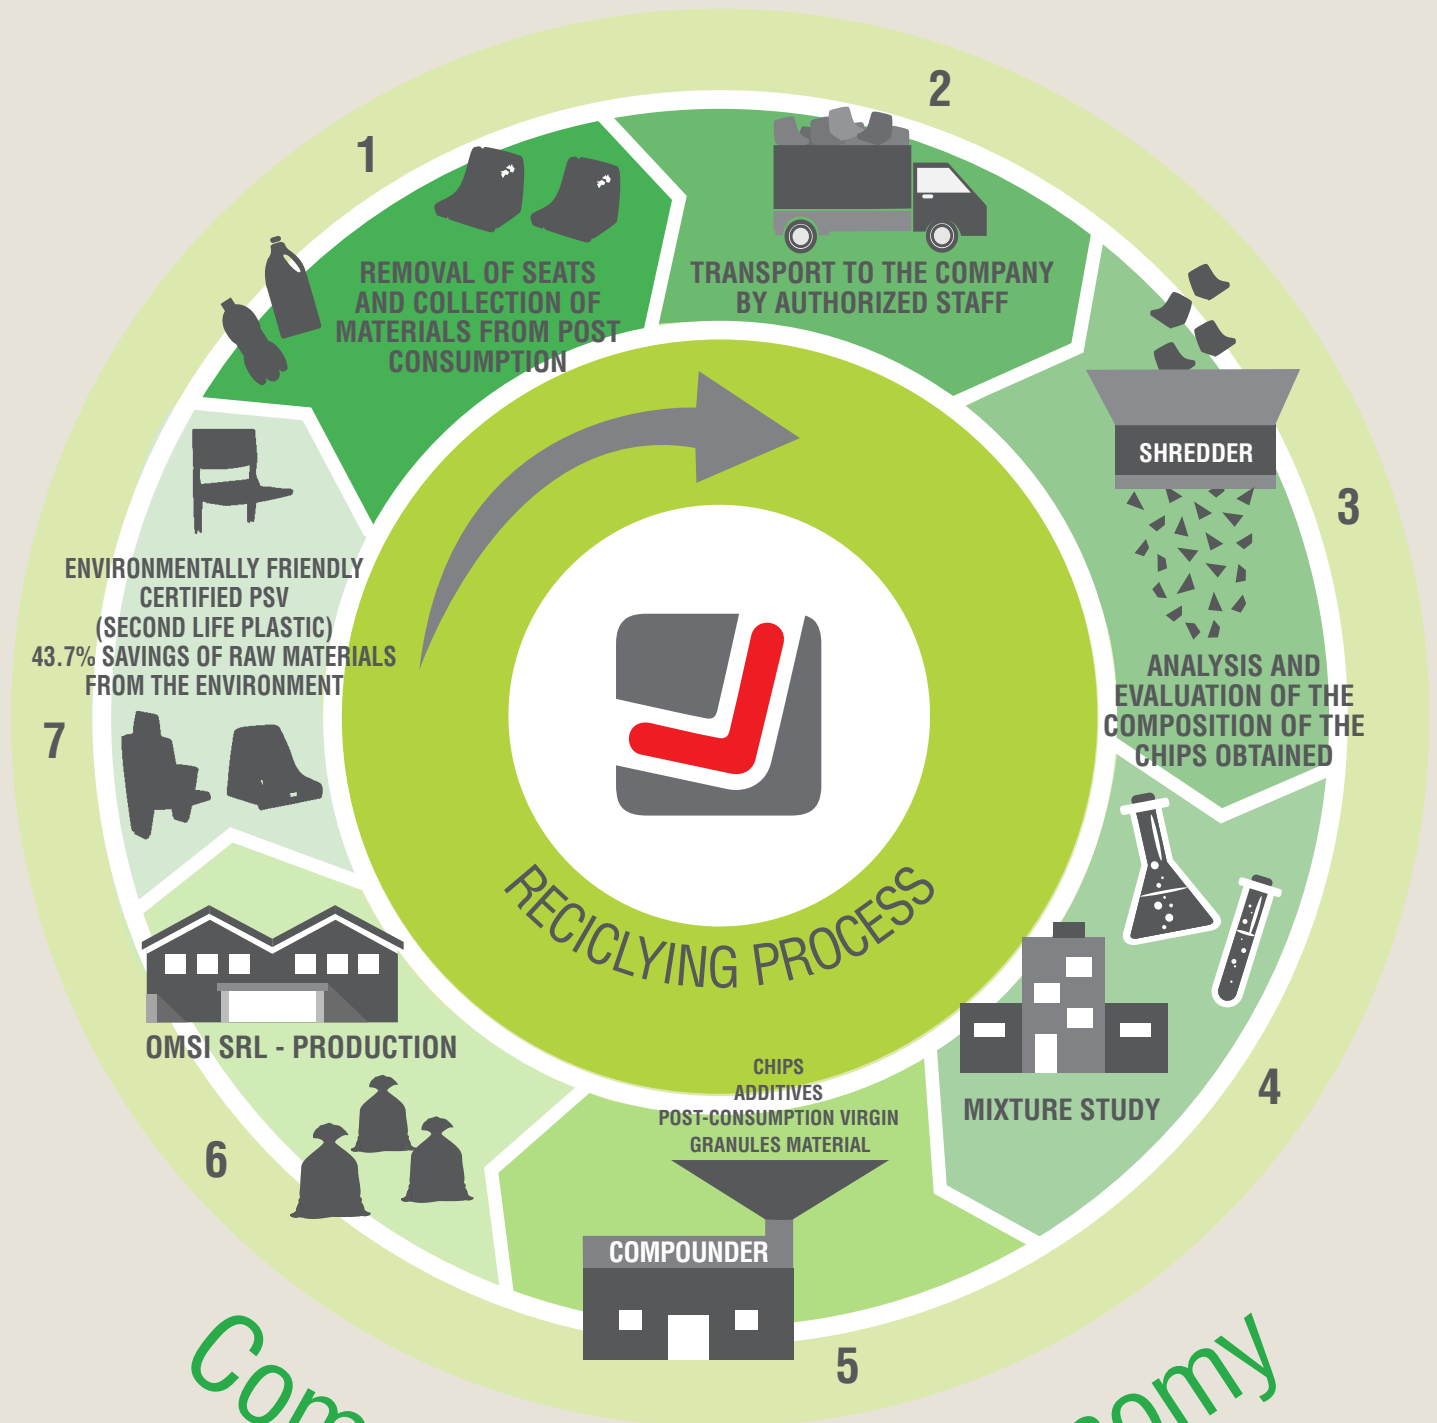 1
REMOVAL OF SEATS
AND COLLECTION OF
MATERIALS FROM POST
CONSUMPTION
2
TRANSPORT TO THE COMPANY
BY AUTHORIZED STAFF
3
SHREDDER
ANALYSIS AND
EVALUATION OF THE
COMPOSITION OF THE
CHIPS OBTAINED
4
MIXTURE STUDY
5
CHIPS
ADDITIVES
POST-CONSUMPTION VIRGIN
GRANULES MATERIAL
COMPOUNDER
6
OMSI SRL - PRODUCTION
7
ENVIRONMENTALLY FRIENDLY
CERTIFIED PSV
(SECOND LIFE PLASTIC)
43.7% SAVINGS OF RAW MATERIALS
FROM THE ENVIRONMENT
RECICLYING PROCESS